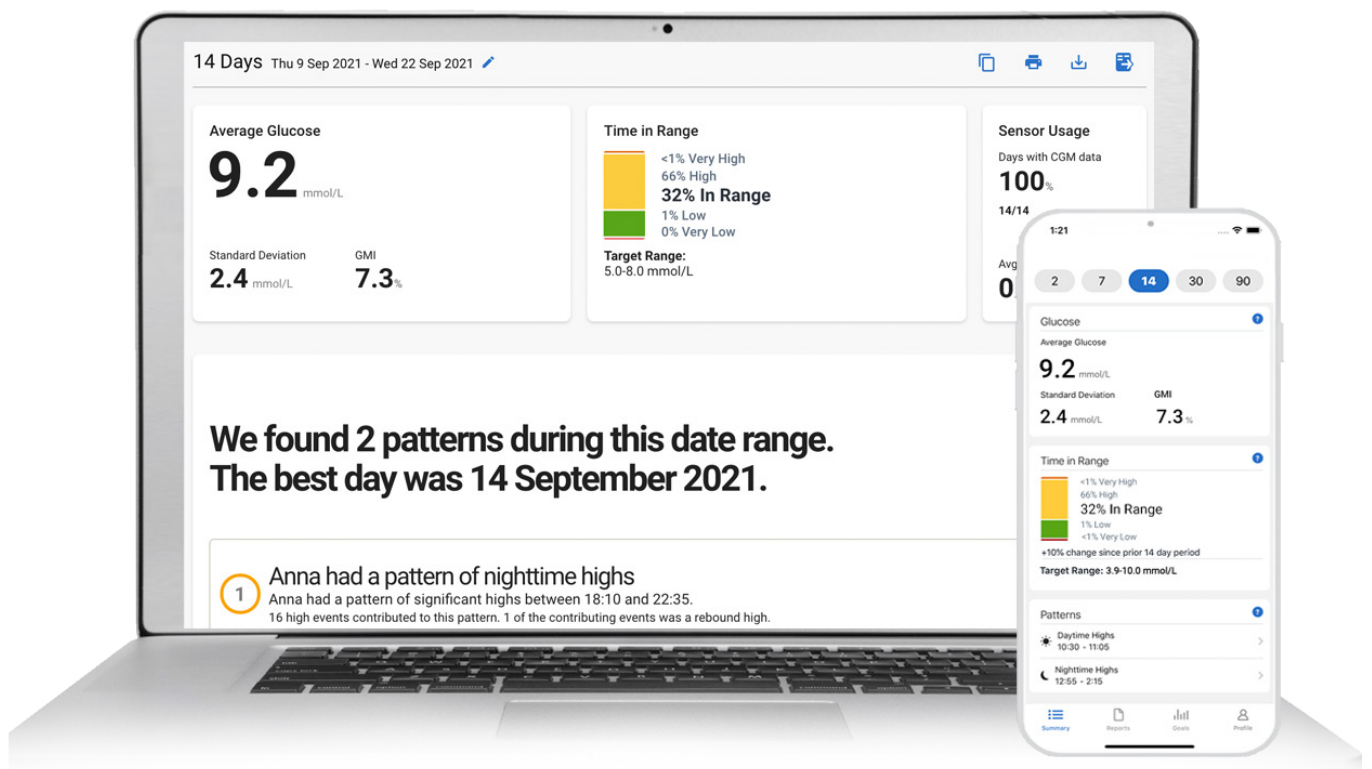 14 Days Thu 9 Sep 2021 - Wed 22 Sep 2021
Average Glucose
9.2 mmol/L
Standard Deviation GMI
2.4 mmol/L 7.3%
Time in Range
<1% Very High
66% High
32% In Range
1% Low
0% Very Low
Target Range:
5.0-8.0 mmol/L
Sensor Usage
Days with CGM data
100%
14/14
Avg
0
We found 2 patterns during this date range.
The best day was 14 September 2021.
1
Anna had a pattern of nighttime highs
Anna had a pattern of significant highs between 18:10 and 22:35.
16 high events contributed to this pattern. 1 of the contributing events was a rebound high.
1:21
2 7 14 30 90
Glucose ?
Average Glucose
9.2 mmol/L
Standard Deviation GMI
2.4 mmol/L 7.3 %
Time in Range ?
<1% Very High
66% High
32% In Range
1% Low
<1% Very Low
+10% change since prior 14 day period
Target Range: 3.9-10.0 mmol/L
Patterns ?
Daytime Highs
10:30 - 11:05
Nighttime Highs
12:55 - 2:15
Summary Reports Goals Profile